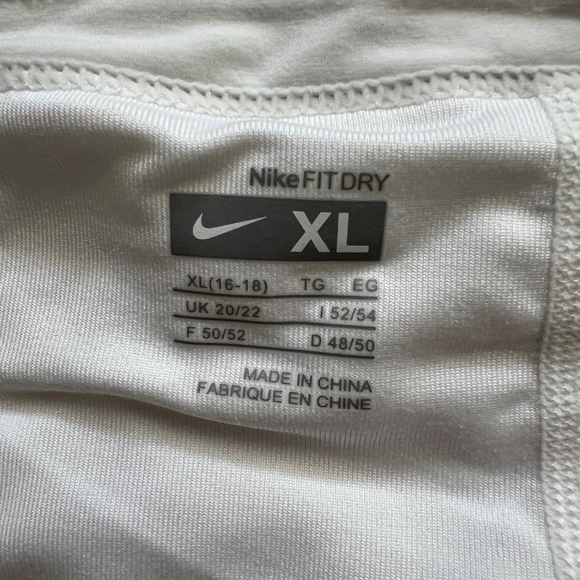 NikeFITDRY
XL
XL(16-18) TG EG
UK 20/22 I 52/54
F 50/52 D 48/50
MADE IN CHINA
FABRIQUE EN CHINE